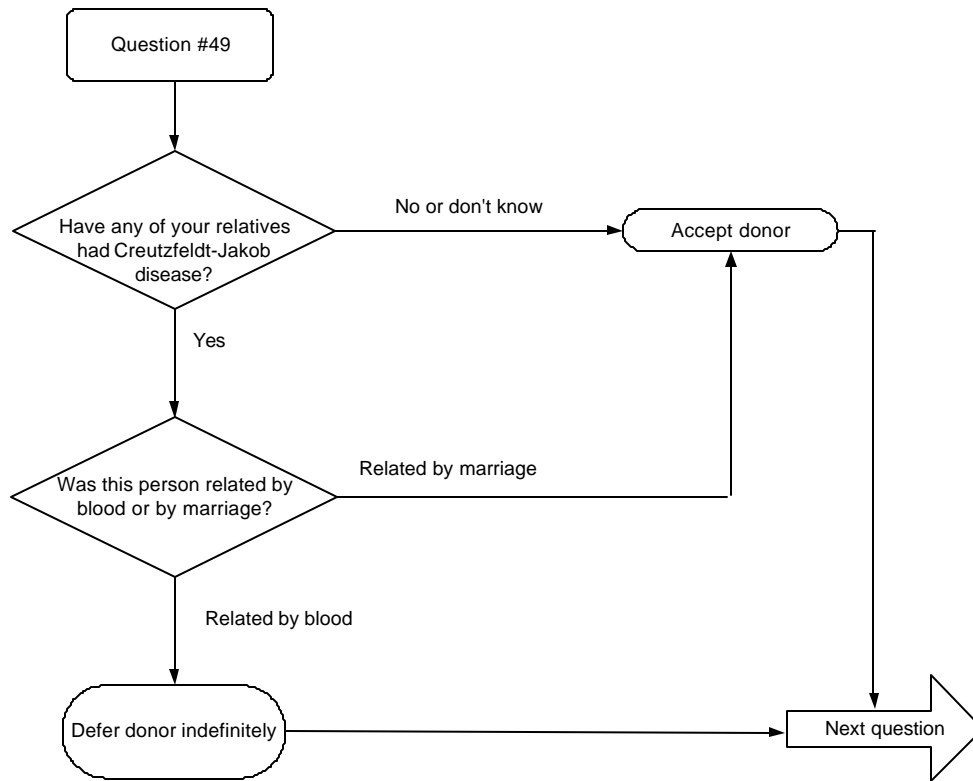 Question #49
Have any of your relatives
had Creutzfeldt-Jakob
disease?
No or don't know
Accept donor
Yes
Was this person related by
blood or by marriage?
Related by marriage
Related by blood
Defer donor indefinitely
Next question